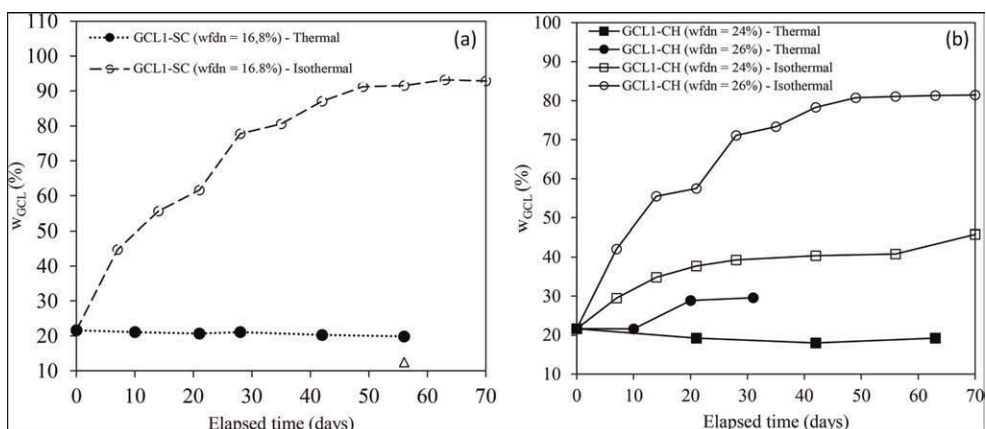 GCL1-SC (wfdn = 16,8%) - Thermal
GCL1-SC (wfdn = 16.8%) - Isothermal
(a)
100
90
80
70
60
50
40
30
20
10
wGCL (%)
0 10 20 30 40 50 60 70
Elapsed time (days)
GCL1-CH (wfdn = 24%) - Thermal
GCL1-CH (wfdn = 26%) - Thermal
GCL1-CH (wfdn = 24%) - Isothermal
GCL1-CH (wfdn = 26%) - Isothermal
(b)
100
90
80
70
60
50
40
30
20
10
wGCL (%)
0 10 20 30 40 50 60 70
Elapsed time (days)